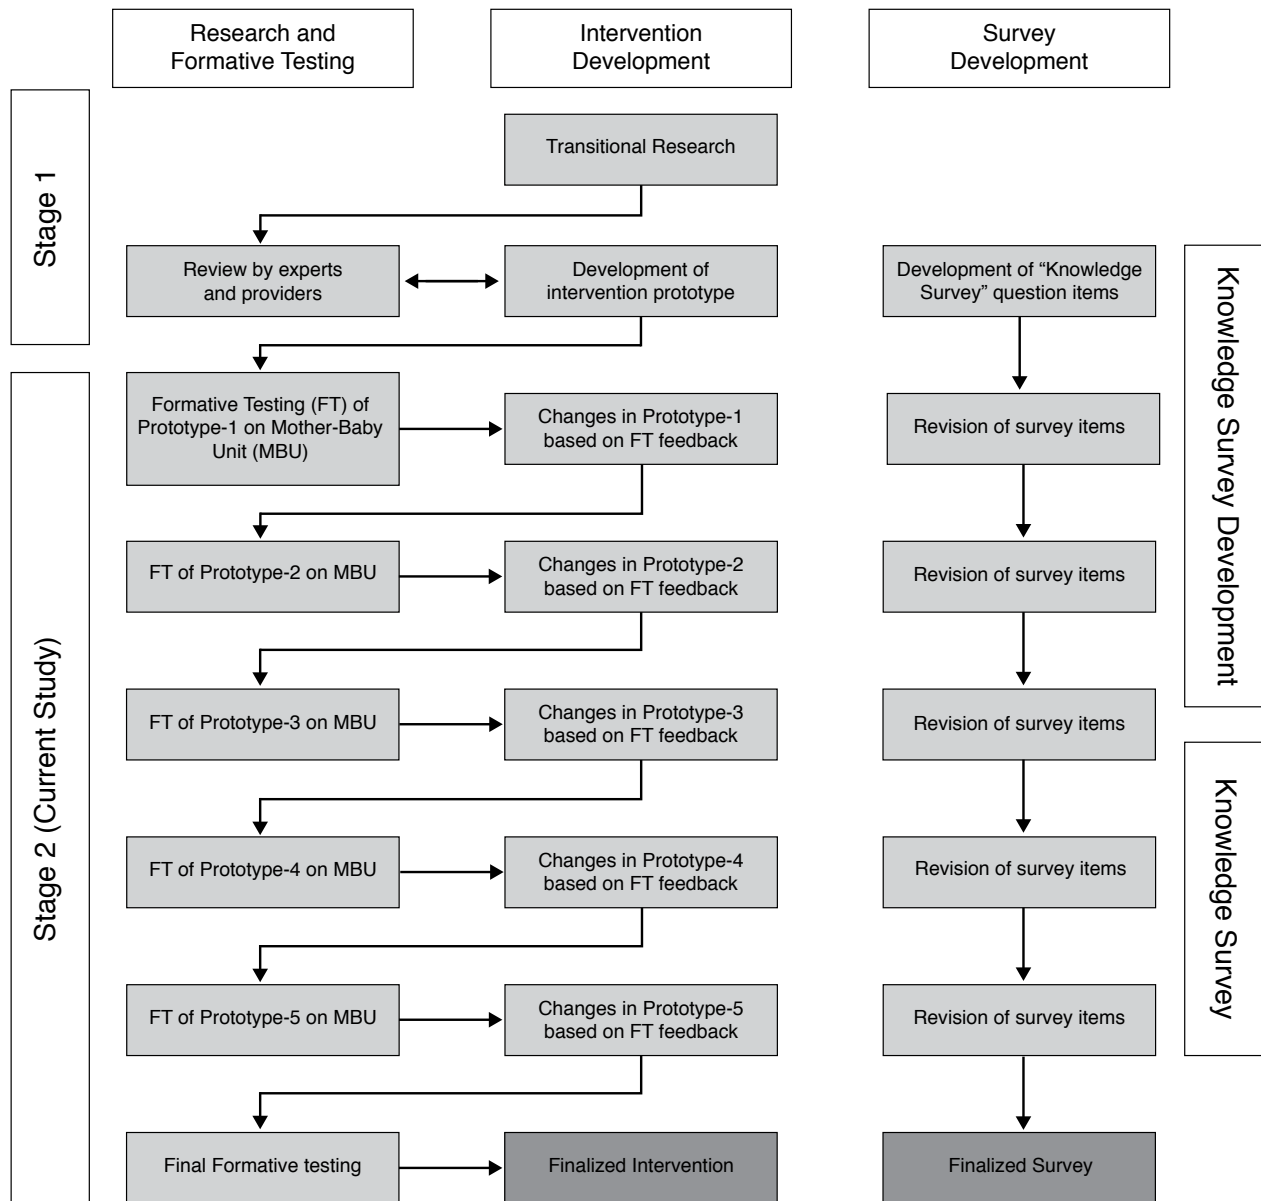 Research and
Formative Testing
Intervention
Development
Survey
Development
Stage 1
Transitional Research
Review by experts
and providers
Development of
intervention prototype
Development of “Knowledge
Survey” question items
Knowledge Survey Development
Stage 2 (Current Study)
Formative Testing (FT) of
Prototype-1 on Mother-Baby
Unit (MBU)
Changes in Prototype-1
based on FT feedback
Revision of survey items
FT of Prototype-2 on MBU
Changes in Prototype-2
based on FT feedback
Revision of survey items
FT of Prototype-3 on MBU
Changes in Prototype-3
based on FT feedback
Revision of survey items
Knowledge Survey
FT of Prototype-4 on MBU
Changes in Prototype-4
based on FT feedback
Revision of survey items
FT of Prototype-5 on MBU
Changes in Prototype-5
based on FT feedback
Revision of survey items
Final Formative testing
Finalized Intervention
Finalized Survey